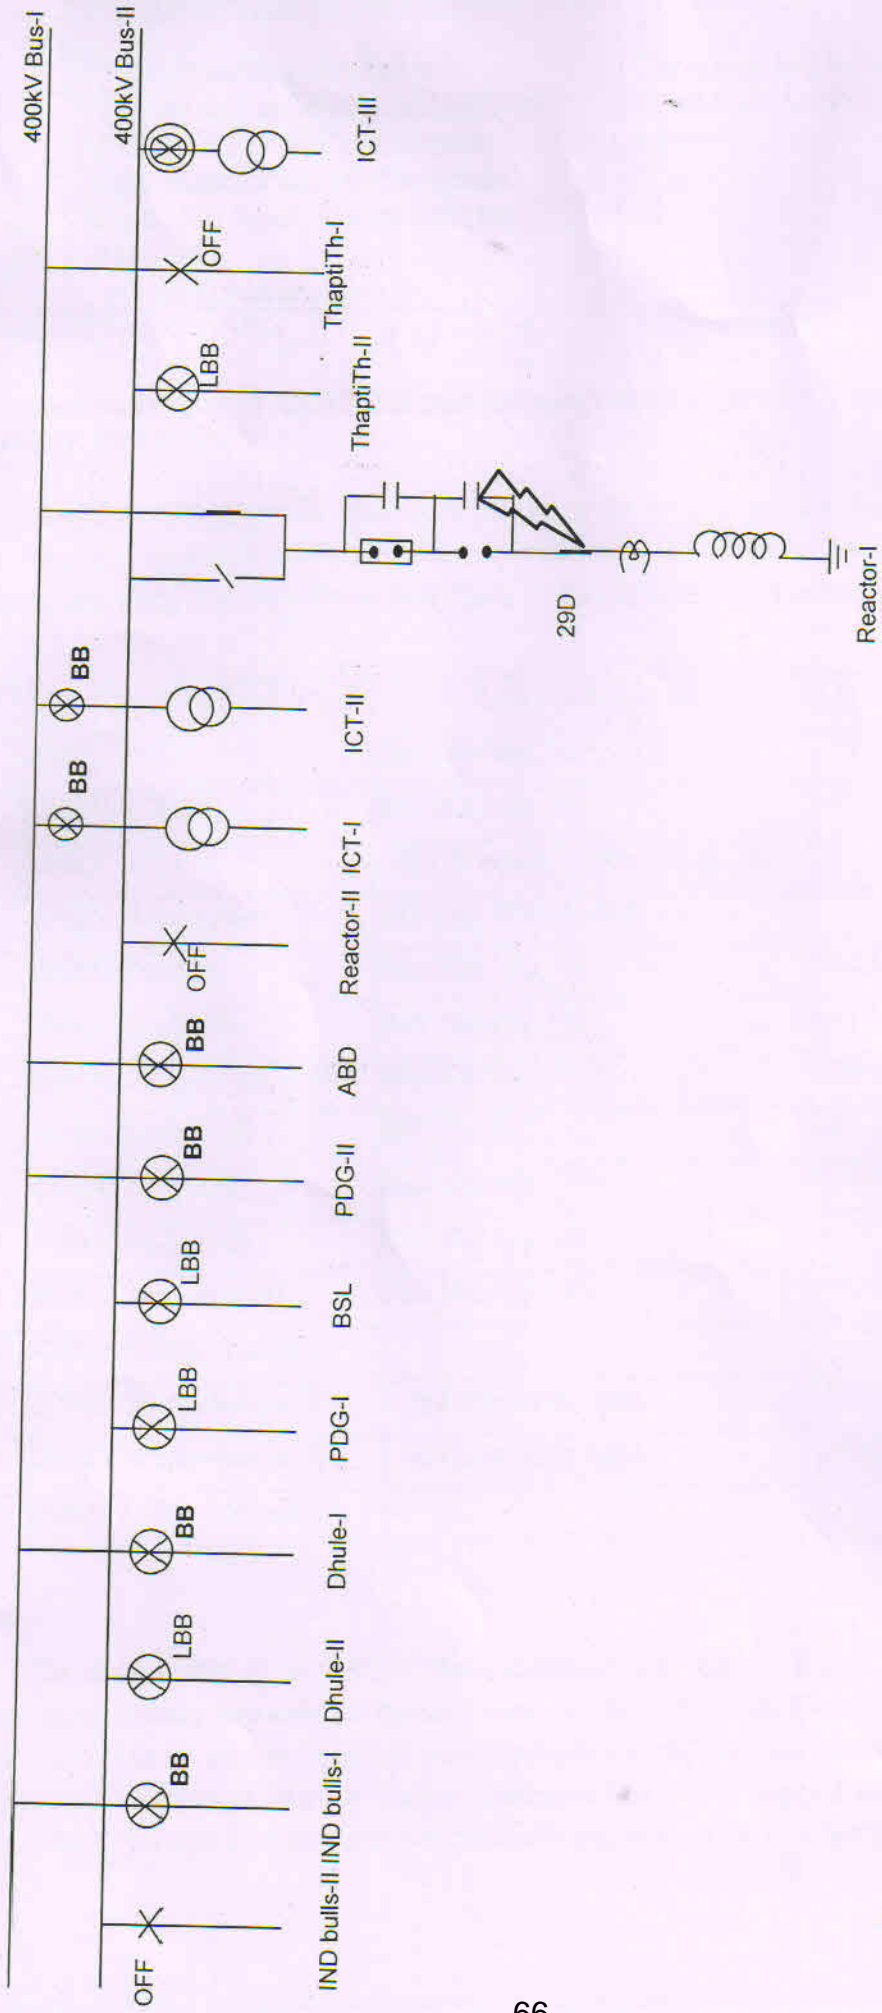 400kV Bus-I
400kV Bus-II
OFF
BB
LBB
BB
LBB
LBB
BB
BB
OFF
BB
BB
29D
LBB
OFF
IND bulls-II IND bulls-I
Dhule-II
Dhule-I
PDG-I
BSL
PDG-II
ABD
Reactor-II
ICT-I
ICT-II
Reactor-I
ThaptiTh-II
ThaptiTh-I
ICT-III
66